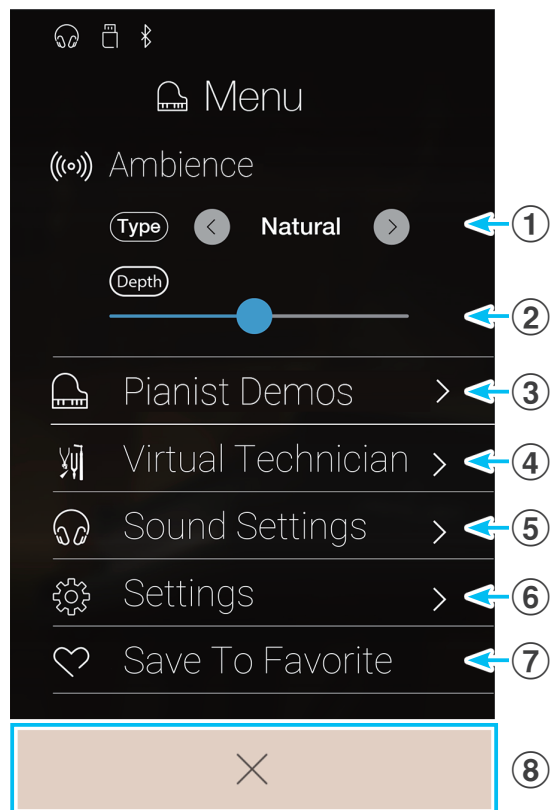 Menu
Ambience
Type Natural ①
Depth
②
Pianist Demos ③
Virtual Technician ④
Sound Settings ⑤
Settings ⑥
Save To Favorite ⑦
⑧